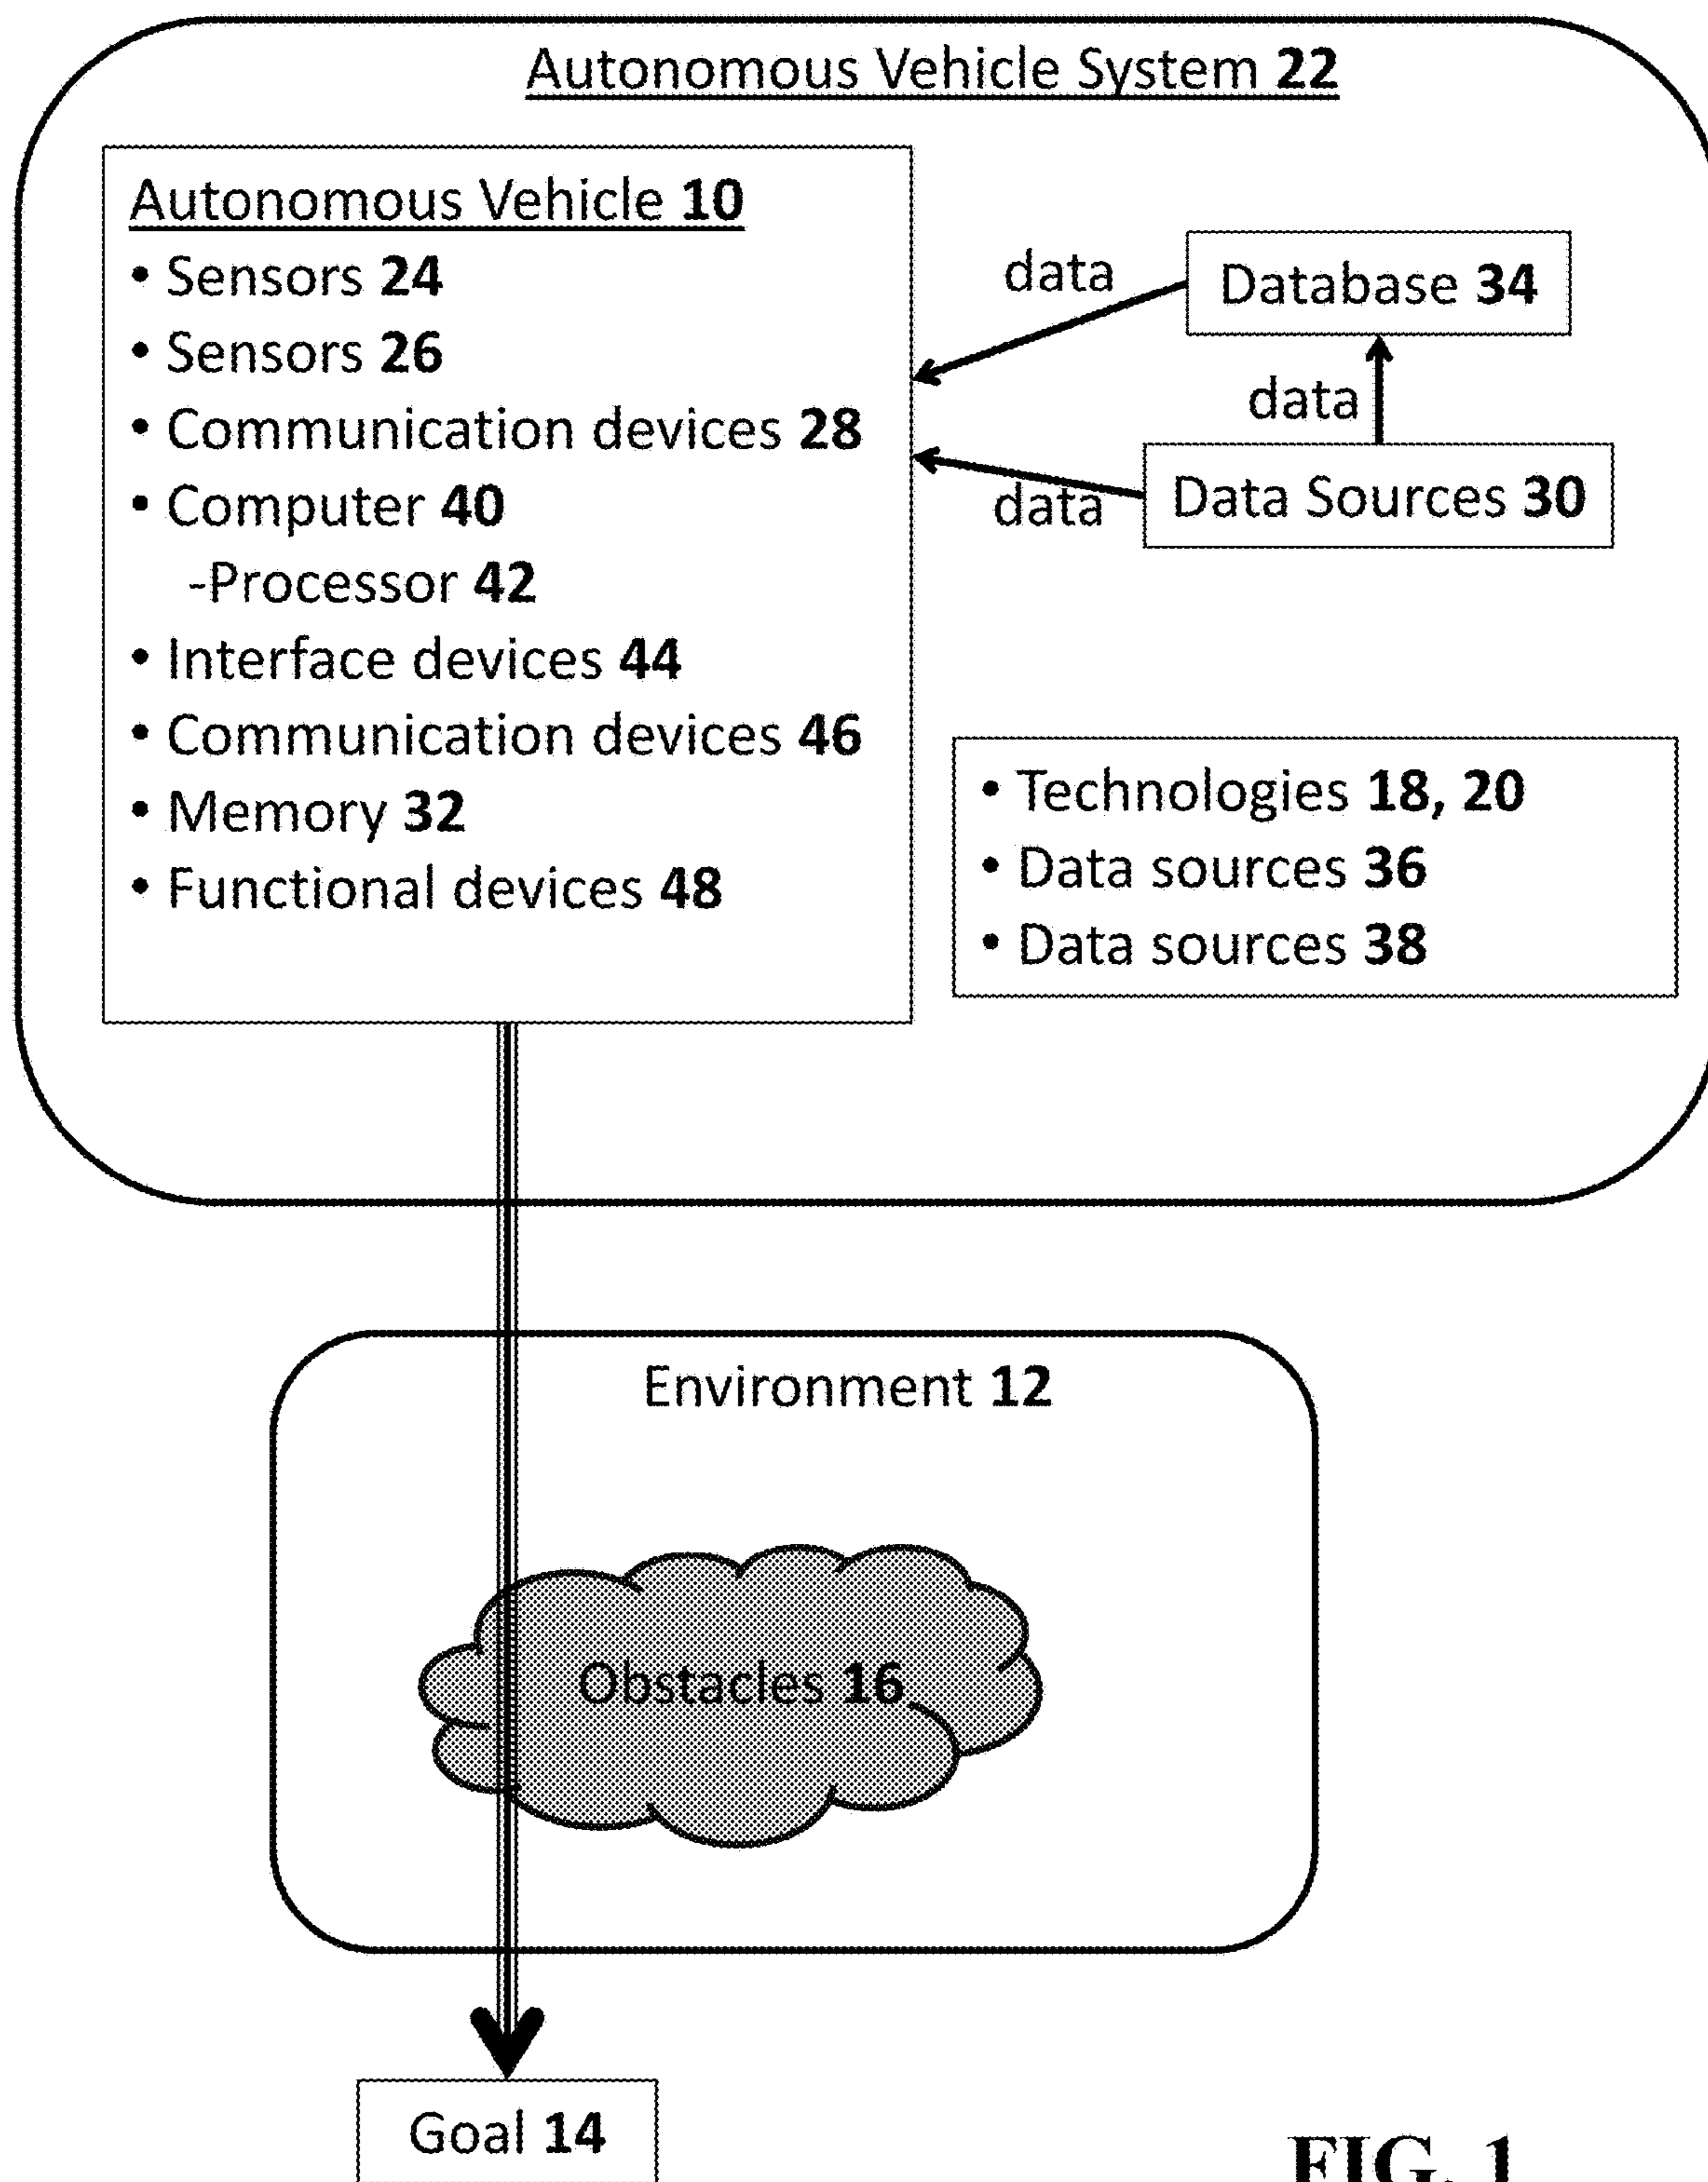 Autonomous Vehicle System 22
Autonomous Vehicle 10
• Sensors 24
• Sensors 26
• Communication devices 28
• Computer 40
-Processor 42
• Interface devices 44
• Communication devices 46
• Memory 32
• Functional devices 48
data
Database 34
data
data
Data Sources 30
• Technologies 18, 20
• Data sources 36
• Data sources 38
Environment 12
Obstacles 16
Goal 14
FIG. 1